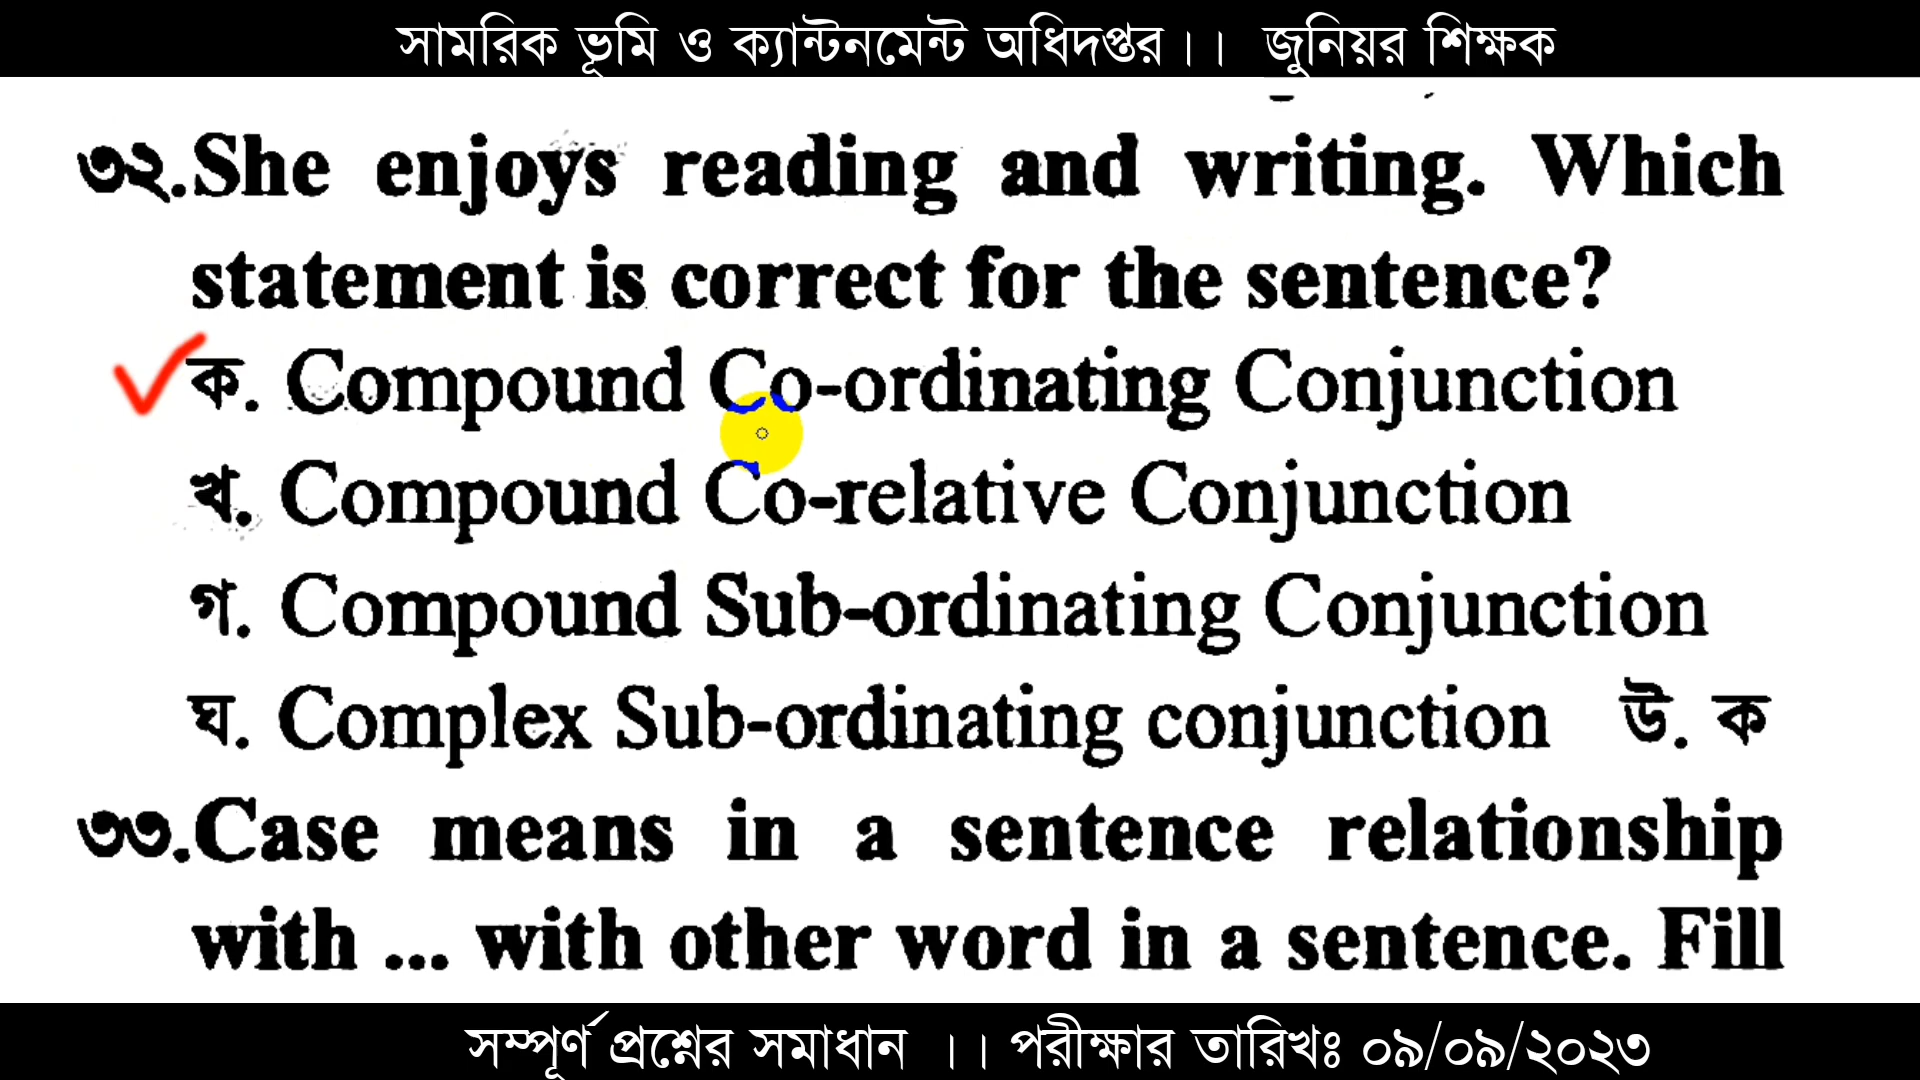 সামরিক ভূমি ও ক্যান্টনমেন্ট অধিদপ্তর।। জুনিয়র শিক্ষক
৩২.She enjoys reading and writing. Which
statement is correct for the sentence?
ক. Compound Co-ordinating Conjunction
খ. Compound Co-relative Conjunction
গ. Compound Sub-ordinating Conjunction
ঘ. Complex Sub-ordinating conjunction উ. ক
৩৩.Case means in a sentence relationship
with ... with other word in a sentence. Fill
সম্পূর্ণ প্রশ্নের সমাধান ।। পরীক্ষার তারিখঃ ০৯/০৯/২০২৩